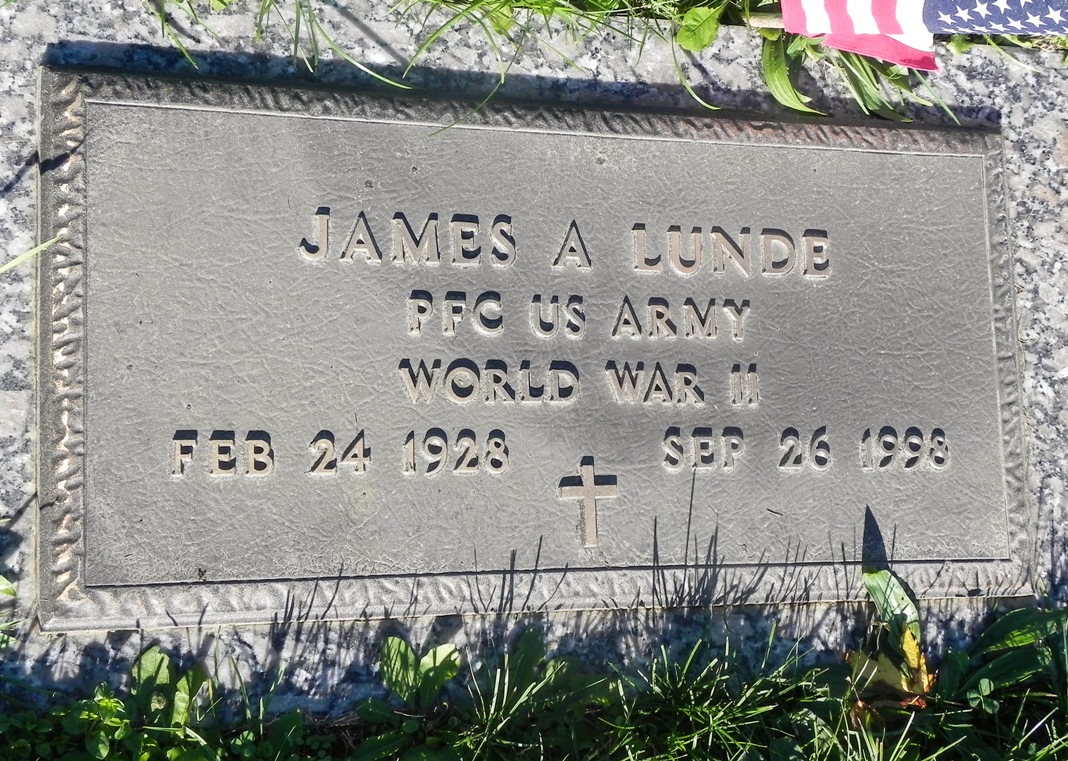 JAMES A LUNDE
PFC US ARMY
WORLD WAR II
FEB 24 1928 SEP 26 1998